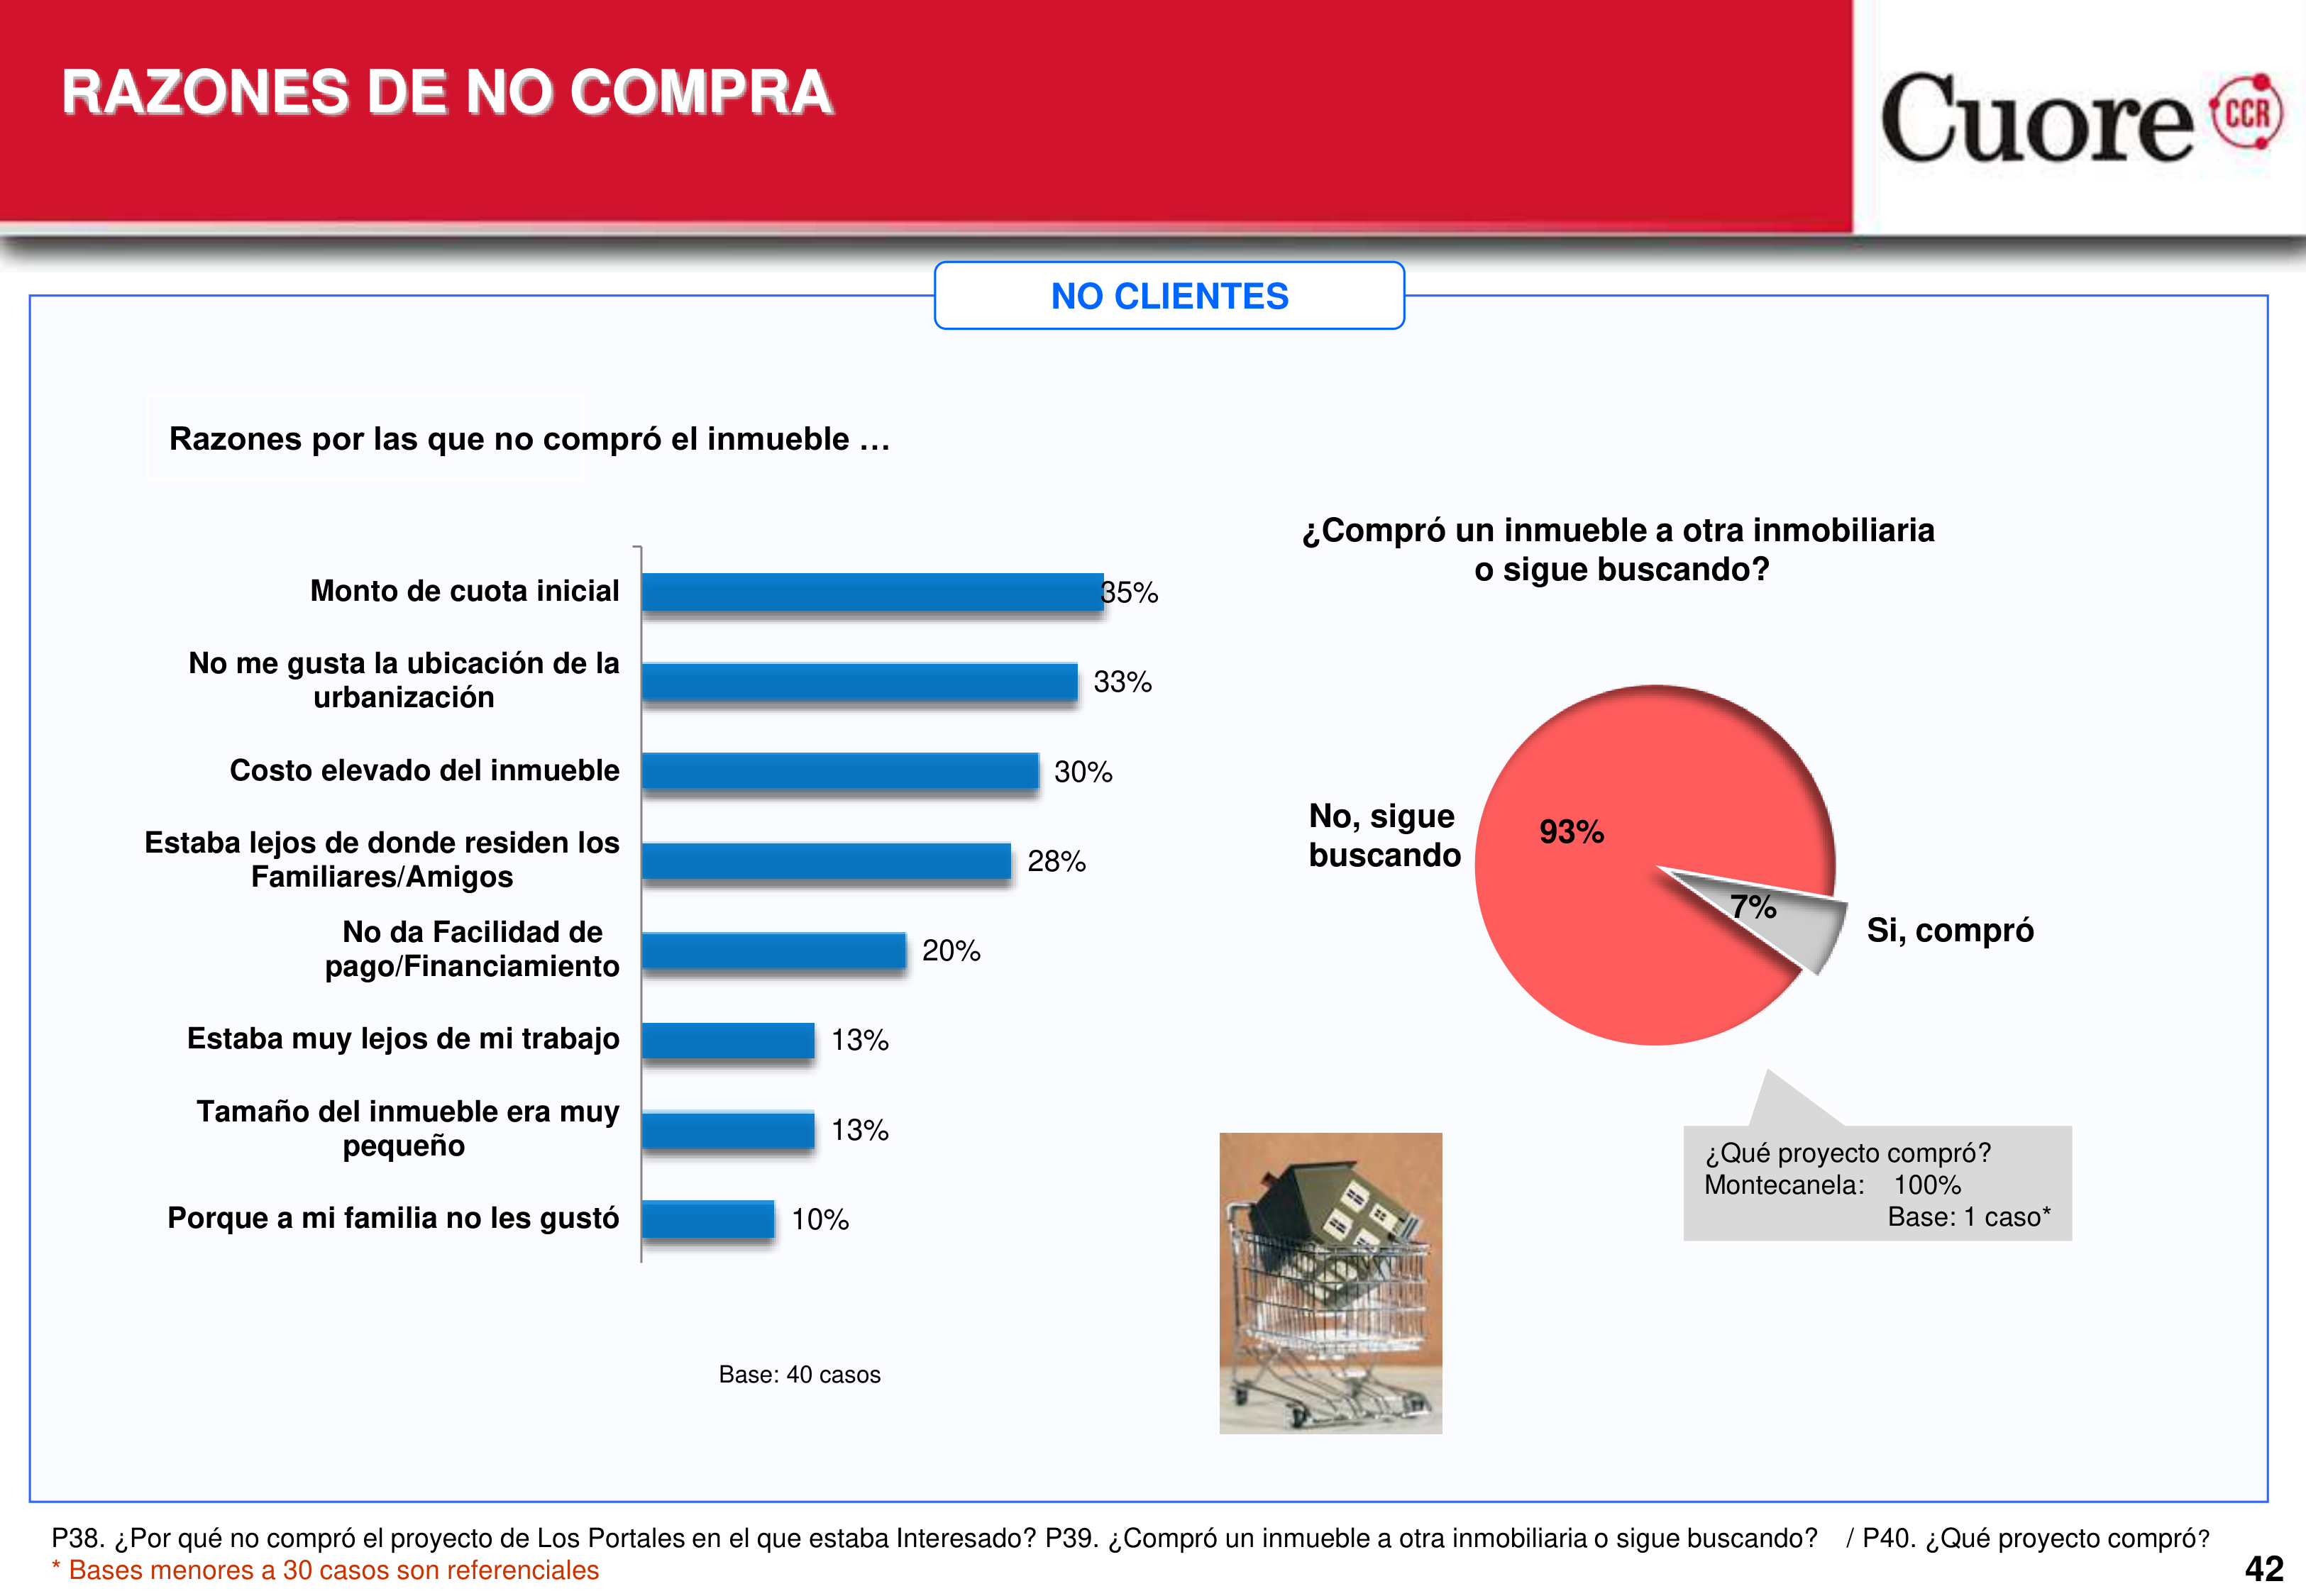 RAZONES DE NO COMPRA
Cuore CCR
NO CLIENTES
Razones por las que no compró el inmueble …
Monto de cuota inicial
35%
No me gusta la ubicación de la
urbanización
33%
Costo elevado del inmueble
30%
Estaba lejos de donde residen los
Familiares/Amigos
28%
No da Facilidad de
pago/Financiamiento
20%
Estaba muy lejos de mi trabajo
13%
Tamaño del inmueble era muy
pequeño
13%
Porque a mi familia no les gustó
10%
Base: 40 casos
¿Compró un inmueble a otra inmobiliaria
o sigue buscando?
No, sigue
buscando
93%
7%
Si, compró
¿Qué proyecto compró?
Montecanela: 100%
Base: 1 caso*
P38. ¿Por qué no compró el proyecto de Los Portales en el que estaba Interesado? P39. ¿Compró un inmueble a otra inmobiliaria o sigue buscando? / P40. ¿Qué proyecto compró?
* Bases menores a 30 casos son referenciales
42